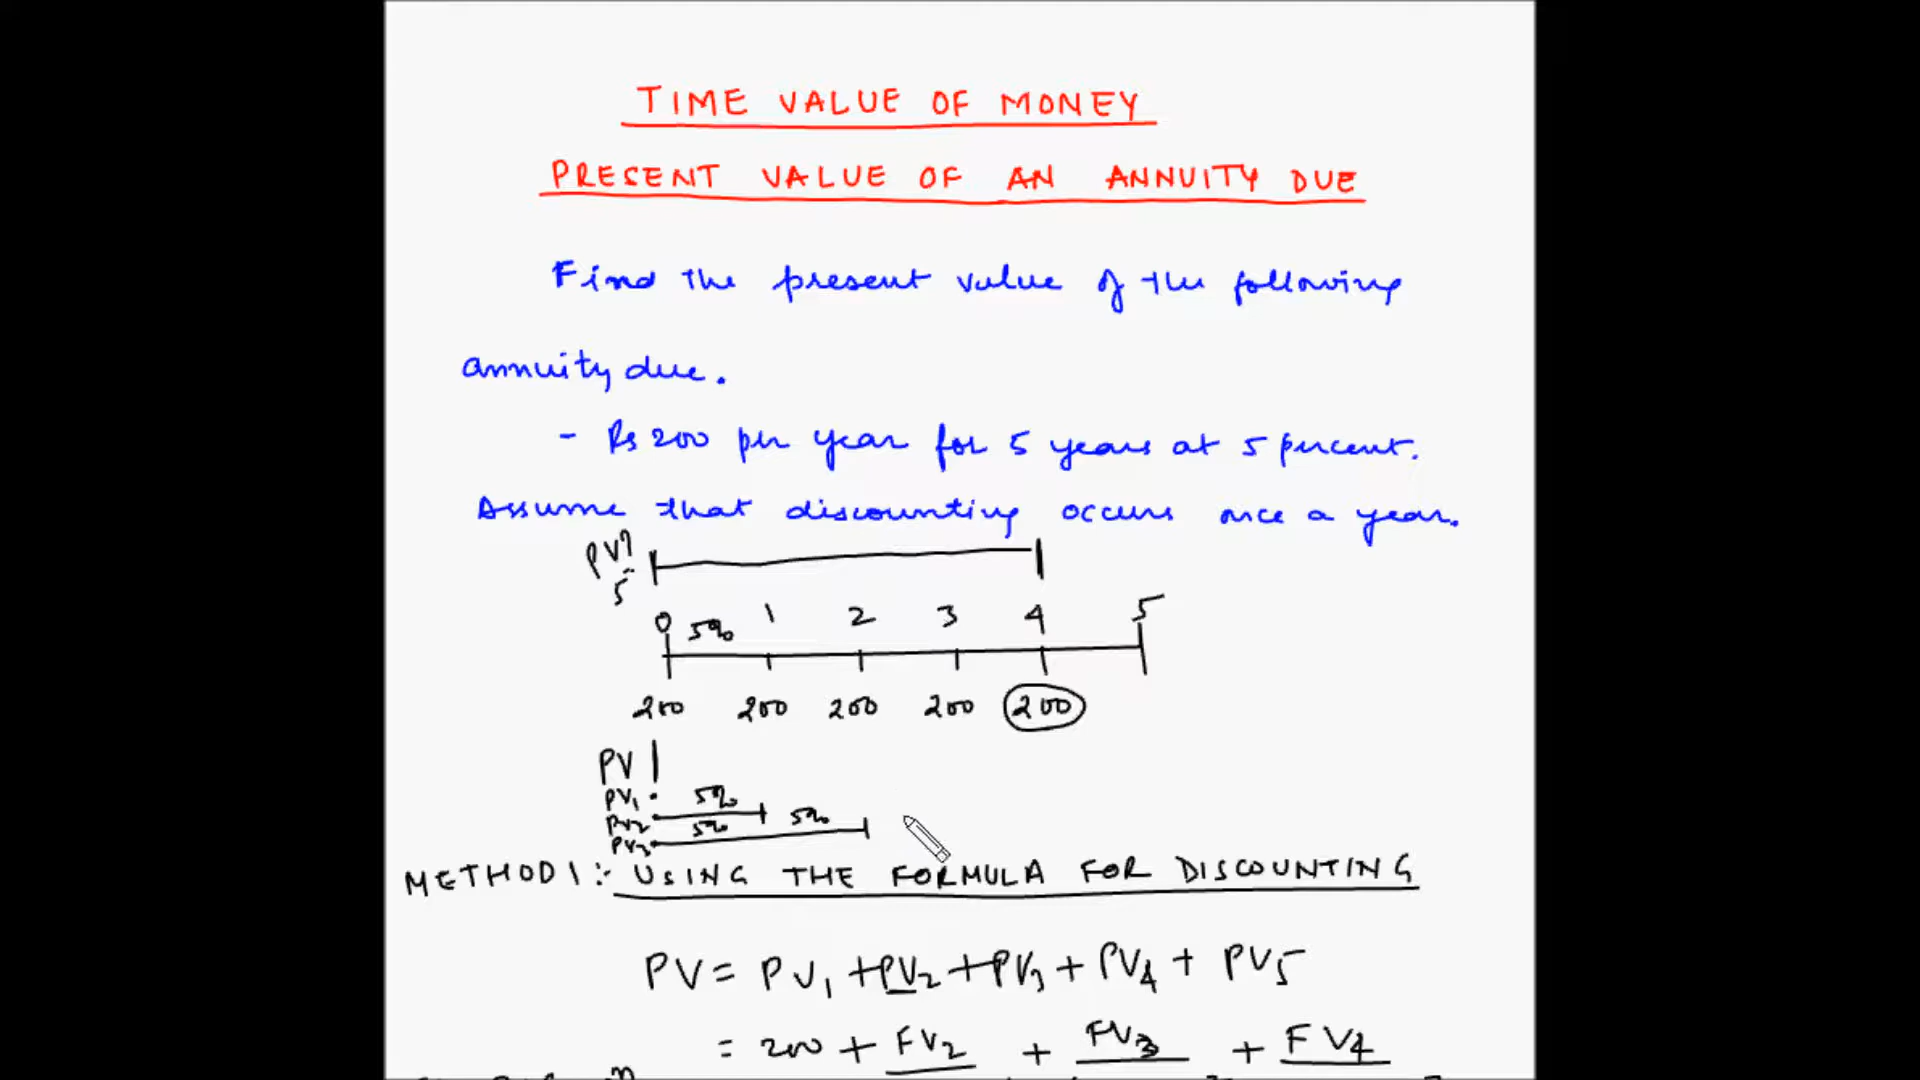 TIME VALUE OF MONEY
PRESENT VALUE OF AN ANNUITY DUE
Find the present value of the following
annuity due.
- Rs 200 per year for 5 years at 5 percent.
Assume that discounting occurs once a year.
PV?
5
0 5% 1 2 3 4 5
200 200 200 200 200
PV
PV1 5%
PV2 5% 5%
PV3
METHOD 1:- USING THE FORMULA FOR DISCOUNTING
PV = PV1 + PV2 + PV3 + PV4 + PV5
= 200 + FV2 + FV3 + FV4